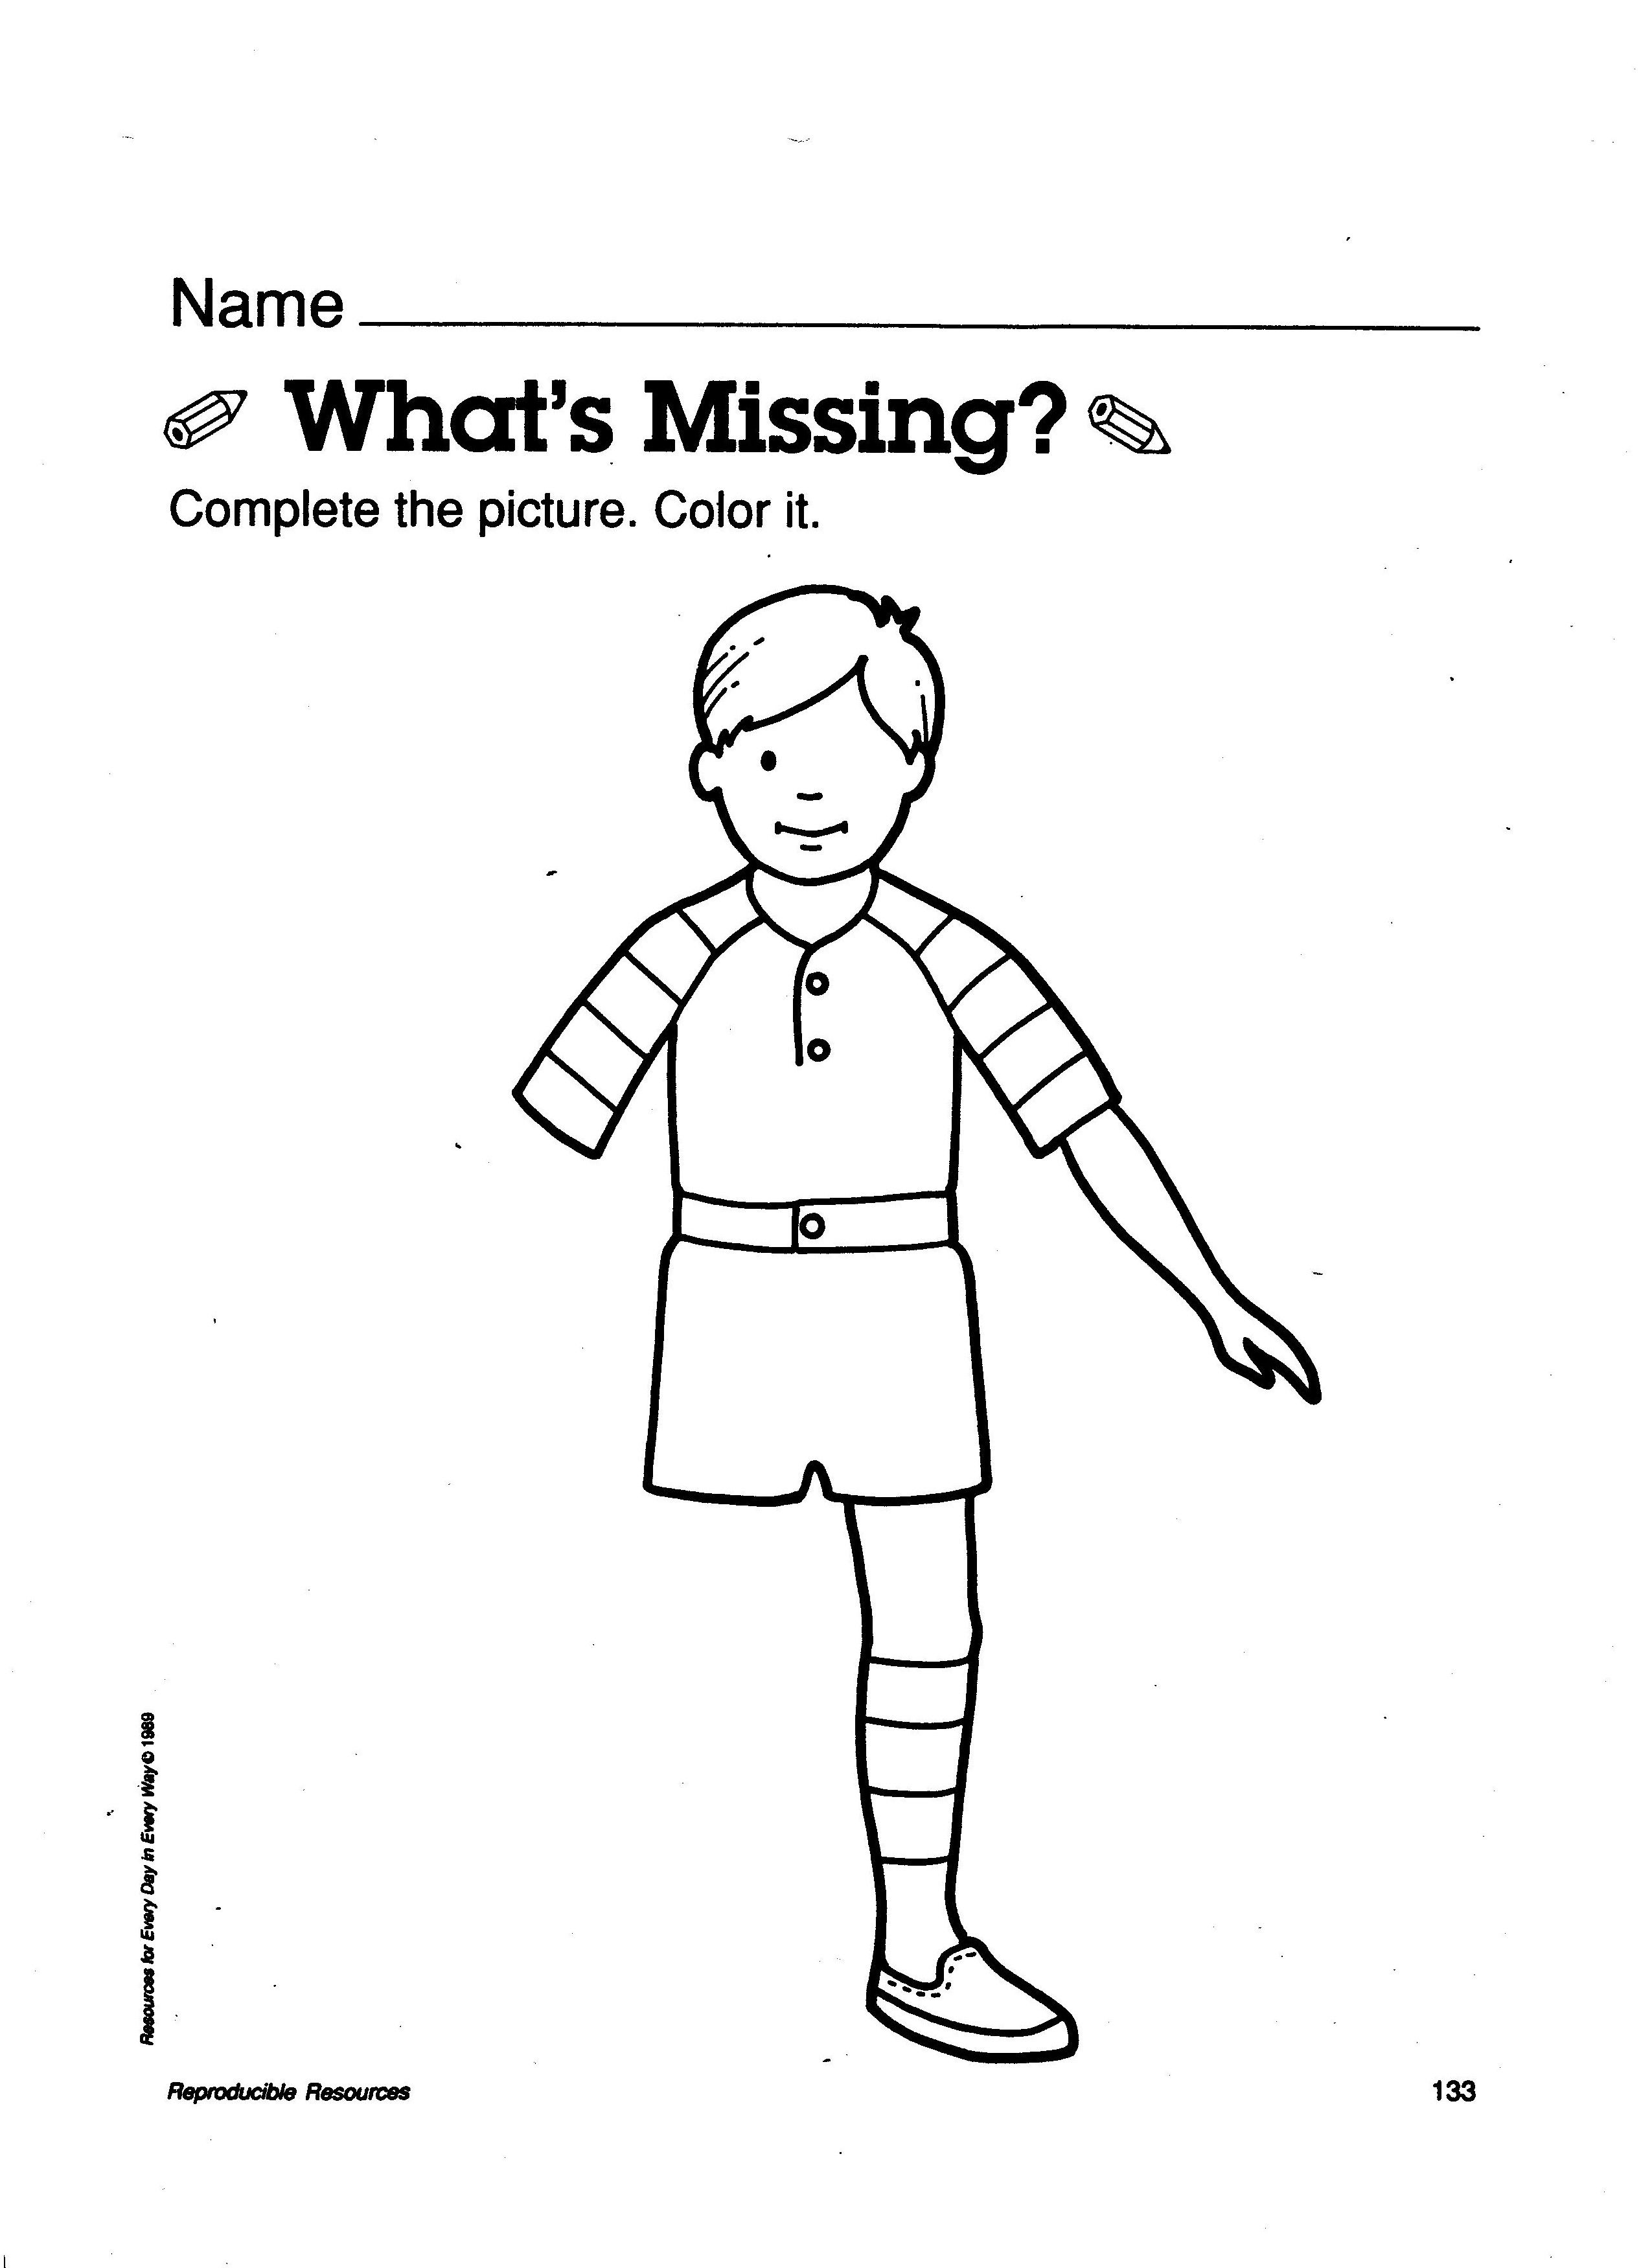 Name
What's Missing?
Complete the picture. Color it.
Resources for Every Day in Every Way © 1989
Reproducible Resources
133